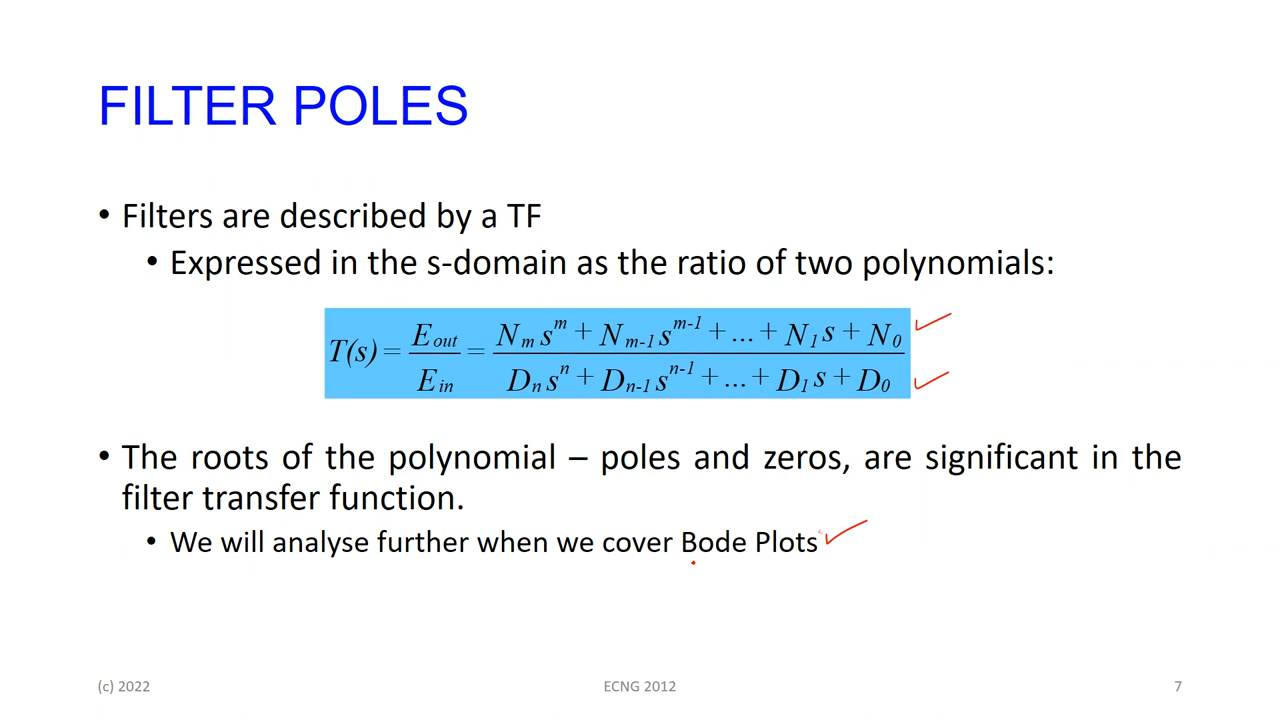 FILTER POLES
• Filters are described by a TF
• Expressed in the s-domain as the ratio of two polynomials:
T(s) = E_out / E_in = (N_m s^m + N_{m-1} s^{m-1} + ... + N_1 s + N_0) / (D_n s^n + D_{n-1} s^{n-1} + ... + D_1 s + D_0)
• The roots of the polynomial – poles and zeros, are significant in the
filter transfer function.
• We will analyse further when we cover Bode Plots
(c) 2022 ECNG 2012 7